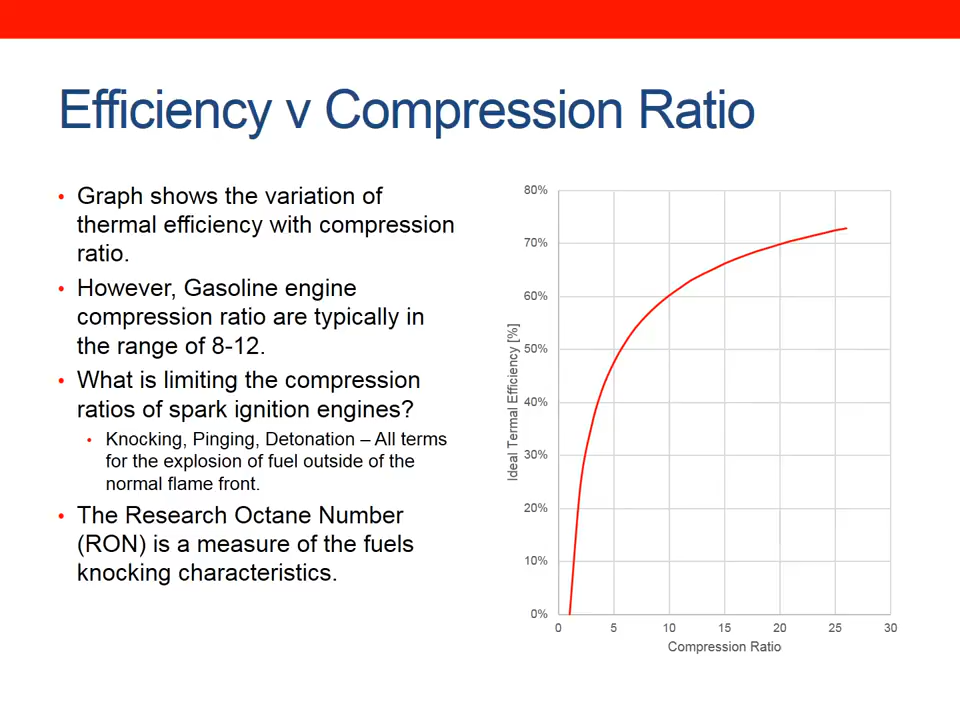 Efficiency v Compression Ratio
• Graph shows the variation of
thermal efficiency with compression
ratio.
• However, Gasoline engine
compression ratio are typically in
the range of 8-12.
• What is limiting the compression
ratios of spark ignition engines?
• Knocking, Pinging, Detonation – All terms
for the explosion of fuel outside of the
normal flame front.
• The Research Octane Number
(RON) is a measure of the fuels
knocking characteristics.
Ideal Termal Efficiency [%]
80%
70%
60%
50%
40%
30%
20%
10%
0%
0 5 10 15 20 25 30
Compression Ratio